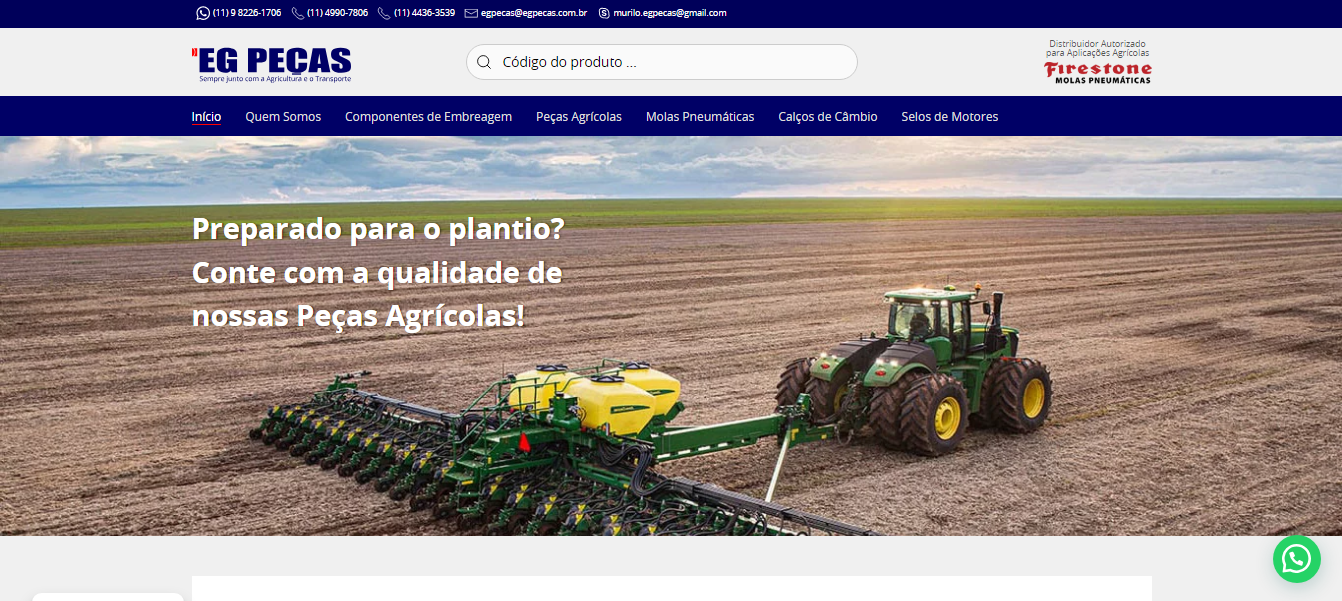 (11) 9 8226-1706 (11) 4990-7806 (11) 4436-3539 egpecas@egpecas.com.br murilo.egpecas@gmail.com
EG PEÇAS
Sempre junto com a Agricultura e o Transporte
Código do produto ...
Distribuidor Autorizado
para Aplicações Agrícolas
Firestone
MOLAS PNEUMÁTICAS
Início Quem Somos Componentes de Embreagem Peças Agrícolas Molas Pneumáticas Calços de Câmbio Selos de Motores
Preparado para o plantio?
Conte com a qualidade de
nossas Peças Agrícolas!